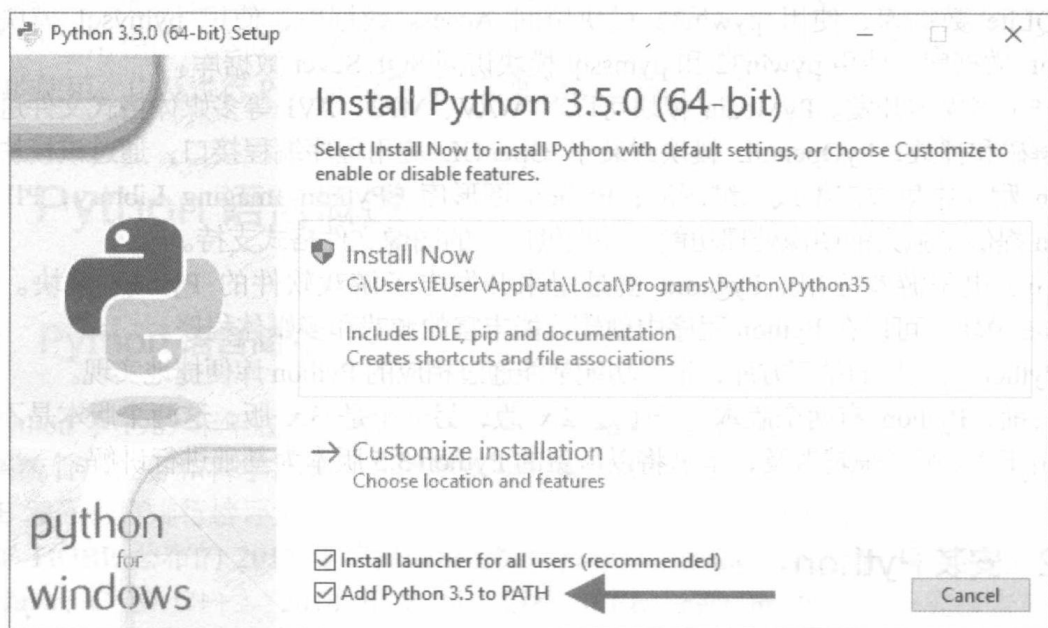 Python 3.5.0 (64-bit) Setup
Install Python 3.5.0 (64-bit)
Select Install Now to install Python with default settings, or choose Customize to
enable or disable features.
Install Now
C:\Users\IEUser\AppData\Local\Programs\Python\Python35
Includes IDLE, pip and documentation
Creates shortcuts and file associations
Customize installation
Choose location and features
python
for
windows
Install launcher for all users (recommended)
Add Python 3.5 to PATH
Cancel